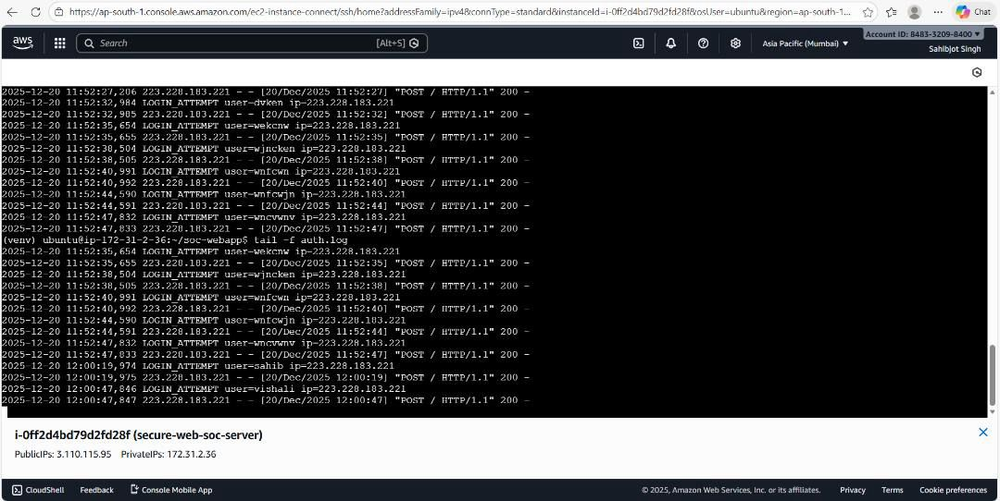 https://ap-south-1.console.aws.amazon.com/ec2-instance-connect/ssh/home?addressFamily=ipv4&connType=standard&instanceId=i-0ff2d4bd79d2fd28f&osUser=ubuntu&region=ap-south-1...
Chat
aws
Search
[Alt+S]
Asia Pacific (Mumbai)
Account ID: 8483-3209-8400
Sahibjot Singh
2025-12-20 11:52:27,206 223.228.183.221 - - [20/Dec/2025 11:52:27] "POST / HTTP/1.1" 200 -
2025-12-20 11:52:32,984 LOGIN_ATTEMPT user=dvken ip=223.228.183.221
2025-12-20 11:52:32,985 223.228.183.221 - - [20/Dec/2025 11:52:32] "POST / HTTP/1.1" 200 -
2025-12-20 11:52:35,654 LOGIN_ATTEMPT user=wekcnw ip=223.228.183.221
2025-12-20 11:52:35,655 223.228.183.221 - - [20/Dec/2025 11:52:35] "POST / HTTP/1.1" 200 -
2025-12-20 11:52:38,504 LOGIN_ATTEMPT user=wjncken ip=223.228.183.221
2025-12-20 11:52:38,505 223.228.183.221 - - [20/Dec/2025 11:52:38] "POST / HTTP/1.1" 200 -
2025-12-20 11:52:40,991 LOGIN_ATTEMPT user=wnfcwn ip=223.228.183.221
2025-12-20 11:52:40,992 223.228.183.221 - - [20/Dec/2025 11:52:40] "POST / HTTP/1.1" 200 -
2025-12-20 11:52:44,590 LOGIN_ATTEMPT user=wnfcwjn ip=223.228.183.221
2025-12-20 11:52:44,591 223.228.183.221 - - [20/Dec/2025 11:52:44] "POST / HTTP/1.1" 200 -
2025-12-20 11:52:47,832 LOGIN_ATTEMPT user=wncvwnv ip=223.228.183.221
2025-12-20 11:52:47,833 223.228.183.221 - - [20/Dec/2025 11:52:47] "POST / HTTP/1.1" 200 -
(venv) ubuntu@ip-172-31-2-36:~/soc-webapp$ tail -f auth.log
2025-12-20 11:52:35,654 LOGIN_ATTEMPT user=wekcnw ip=223.228.183.221
2025-12-20 11:52:35,655 223.228.183.221 - - [20/Dec/2025 11:52:35] "POST / HTTP/1.1" 200 -
2025-12-20 11:52:38,504 LOGIN_ATTEMPT user=wjncken ip=223.228.183.221
2025-12-20 11:52:38,505 223.228.183.221 - - [20/Dec/2025 11:52:38] "POST / HTTP/1.1" 200 -
2025-12-20 11:52:40,991 LOGIN_ATTEMPT user=wnfcwn ip=223.228.183.221
2025-12-20 11:52:40,992 223.228.183.221 - - [20/Dec/2025 11:52:40] "POST / HTTP/1.1" 200 -
2025-12-20 11:52:44,590 LOGIN_ATTEMPT user=wnfcwjn ip=223.228.183.221
2025-12-20 11:52:44,591 223.228.183.221 - - [20/Dec/2025 11:52:44] "POST / HTTP/1.1" 200 -
2025-12-20 11:52:47,832 LOGIN_ATTEMPT user=wncvwnv ip=223.228.183.221
2025-12-20 11:52:47,833 223.228.183.221 - - [20/Dec/2025 11:52:47] "POST / HTTP/1.1" 200 -
2025-12-20 12:00:19,974 LOGIN_ATTEMPT user=sahib ip=223.228.183.221
2025-12-20 12:00:19,975 223.228.183.221 - - [20/Dec/2025 12:00:19] "POST / HTTP/1.1" 200 -
2025-12-20 12:00:47,846 LOGIN_ATTEMPT user=vishali ip=223.228.183.221
2025-12-20 12:00:47,847 223.228.183.221 - - [20/Dec/2025 12:00:47] "POST / HTTP/1.1" 200 -
i-0ff2d4bd79d2fd28f (secure-web-soc-server)
PublicIPs: 3.110.115.95 PrivateIPs: 172.31.2.36
CloudShell Feedback Console Mobile App © 2025, Amazon Web Services, Inc. or its affiliates. Privacy Terms Cookie preferences